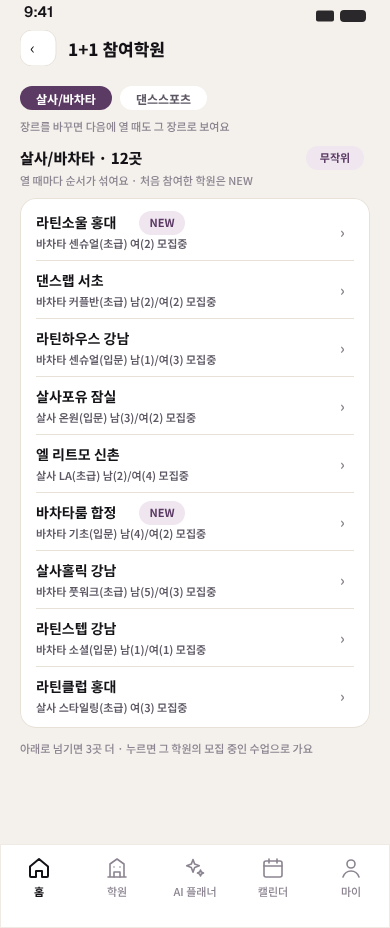 9:41
‹ 1+1 참여학원
살사/바차타 댄스스포츠
장르를 바꾸면 다음에 열 때도 그 장르로 보여요
살사/바차타 · 12곳 무작위
열 때마다 순서가 섞여요 · 처음 참여한 학원은 NEW
라틴소울 홍대 NEW
바차타 센슈얼(초급) 여(2) 모집중 ›
댄스랩 서초
바차타 커플반(초급) 남(2)/여(2) 모집중 ›
라틴하우스 강남
바차타 센슈얼(입문) 남(1)/여(3) 모집중 ›
살사포유 잠실
살사 온원(입문) 남(3)/여(2) 모집중 ›
엘 리트모 신촌
살사 LA(초급) 남(2)/여(4) 모집중 ›
바차타룸 합정 NEW
바차타 기초(입문) 남(4)/여(2) 모집중 ›
살사홀릭 강남
바차타 풋워크(초급) 남(5)/여(3) 모집중 ›
라틴스텝 강남
바차타 소셜(입문) 남(1)/여(1) 모집중 ›
라틴클럽 홍대
살사 스타일링(초급) 여(3) 모집중 ›
아래로 넘기면 3곳 더 · 누르면 그 학원의 모집 중인 수업으로 가요
홈 학원 AI 플래너 캘린더 마이